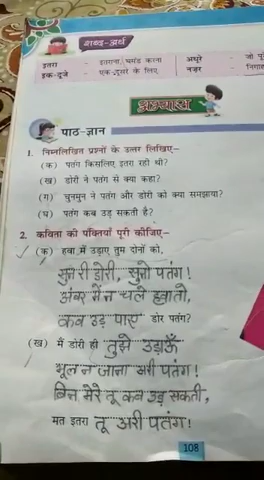 शब्द-अर्थ
इतरा - इतराना, घमंड करना अधूरे - जो पू
इक-दूजे - एक-दूसरे के लिए नज़र - निगाह
अभ्यास
पाठ-ज्ञान
1. निम्नलिखित प्रश्नों के उत्तर लिखिए-
(क) पतंग किसलिए इतरा रही थी?
(ख) डोरी ने पतंग से क्या कहा?
(ग) चुनमुन ने पतंग और डोरी को क्या समझाया?
(घ) पतंग कब उड़ सकती है?
2. कविता की पंक्तियाँ पूरी कीजिए-
(क) हवा में उड़ाए तुम दोनों को,
सुन री डोरी, सुनो पतंग!
अंबर में न चले हवा तो,
कब उड़ पाए डोर पतंग?
(ख) मैं डोरी ही तुझे उड़ाऊँ
भूल न जाना अरी पतंग!
बिन मेरे तू कब उड़ सकती,
मत इतरा तू अरी पतंग!
108